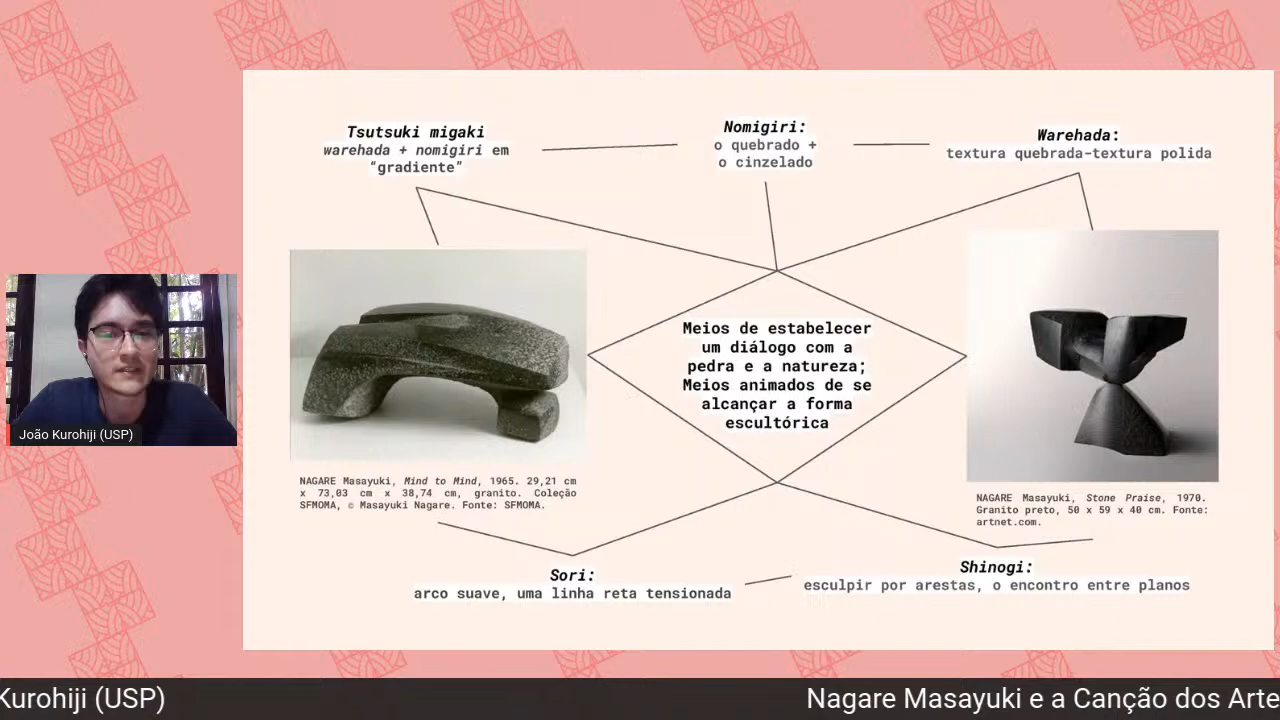 Tsutsuki migaki
warehada + nomigiri em
“gradiente”
Nomigiri:
o quebrado +
o cinzelado
Warehada:
textura quebrada-textura polida
Meios de estabelecer
um diálogo com a
pedra e a natureza;
Meios animados de se
alcançar a forma
escultórica
João Kurohiji (USP)
NAGARE Masayuki, Mind to Mind, 1965. 29,21 cm
x 73,03 cm x 38,74 cm, granito. Coleção
SFMOMA, © Masayuki Nagare. Fonte: SFMOMA.
NAGARE Masayuki, Stone Praise, 1970.
Granito preto, 50 x 59 x 40 cm. Fonte:
artnet.com.
Sori:
arco suave, uma linha reta tensionada
Shinogi:
esculpir por arestas, o encontro entre planos
Kurohiji (USP)
Nagare Masayuki e a Canção dos Arte